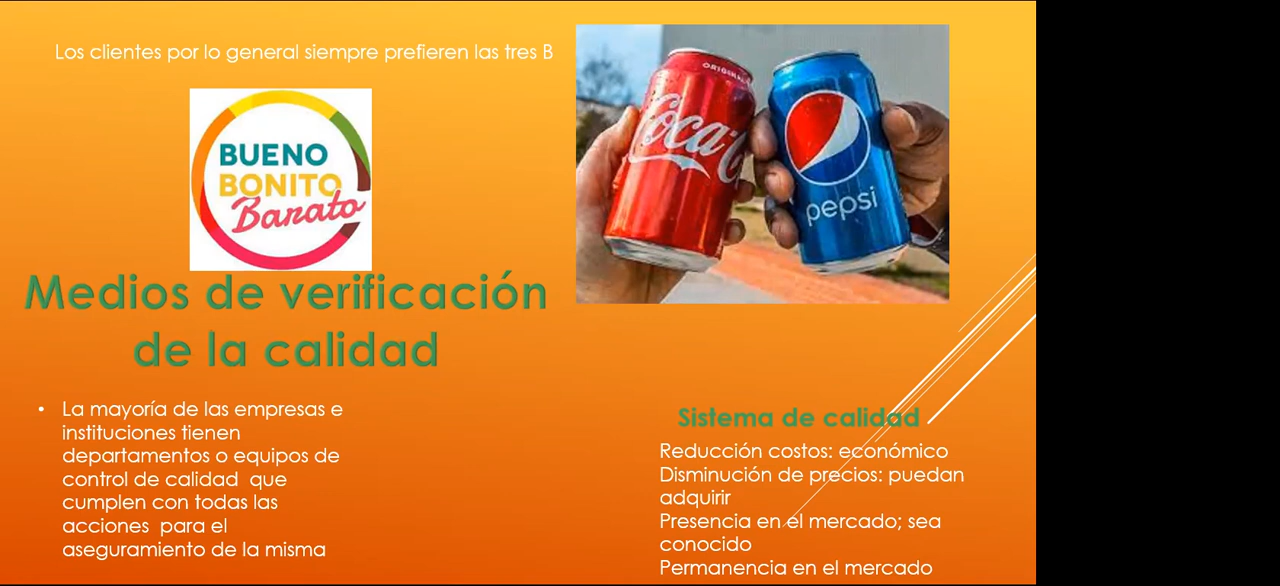 Los clientes por lo general siempre prefieren las tres B
BUENO
BONITO
Barato
ORIGINAL
Coca-C
pepsi
Medios de verificación
de la calidad
• La mayoría de las empresas e
instituciones tienen
departamentos o equipos de
control de calidad que
cumplen con todas las
acciones para el
aseguramiento de la misma
Sistema de calidad
Reducción costos: económico
Disminución de precios: puedan
adquirir
Presencia en el mercado; sea
conocido
Permanencia en el mercado